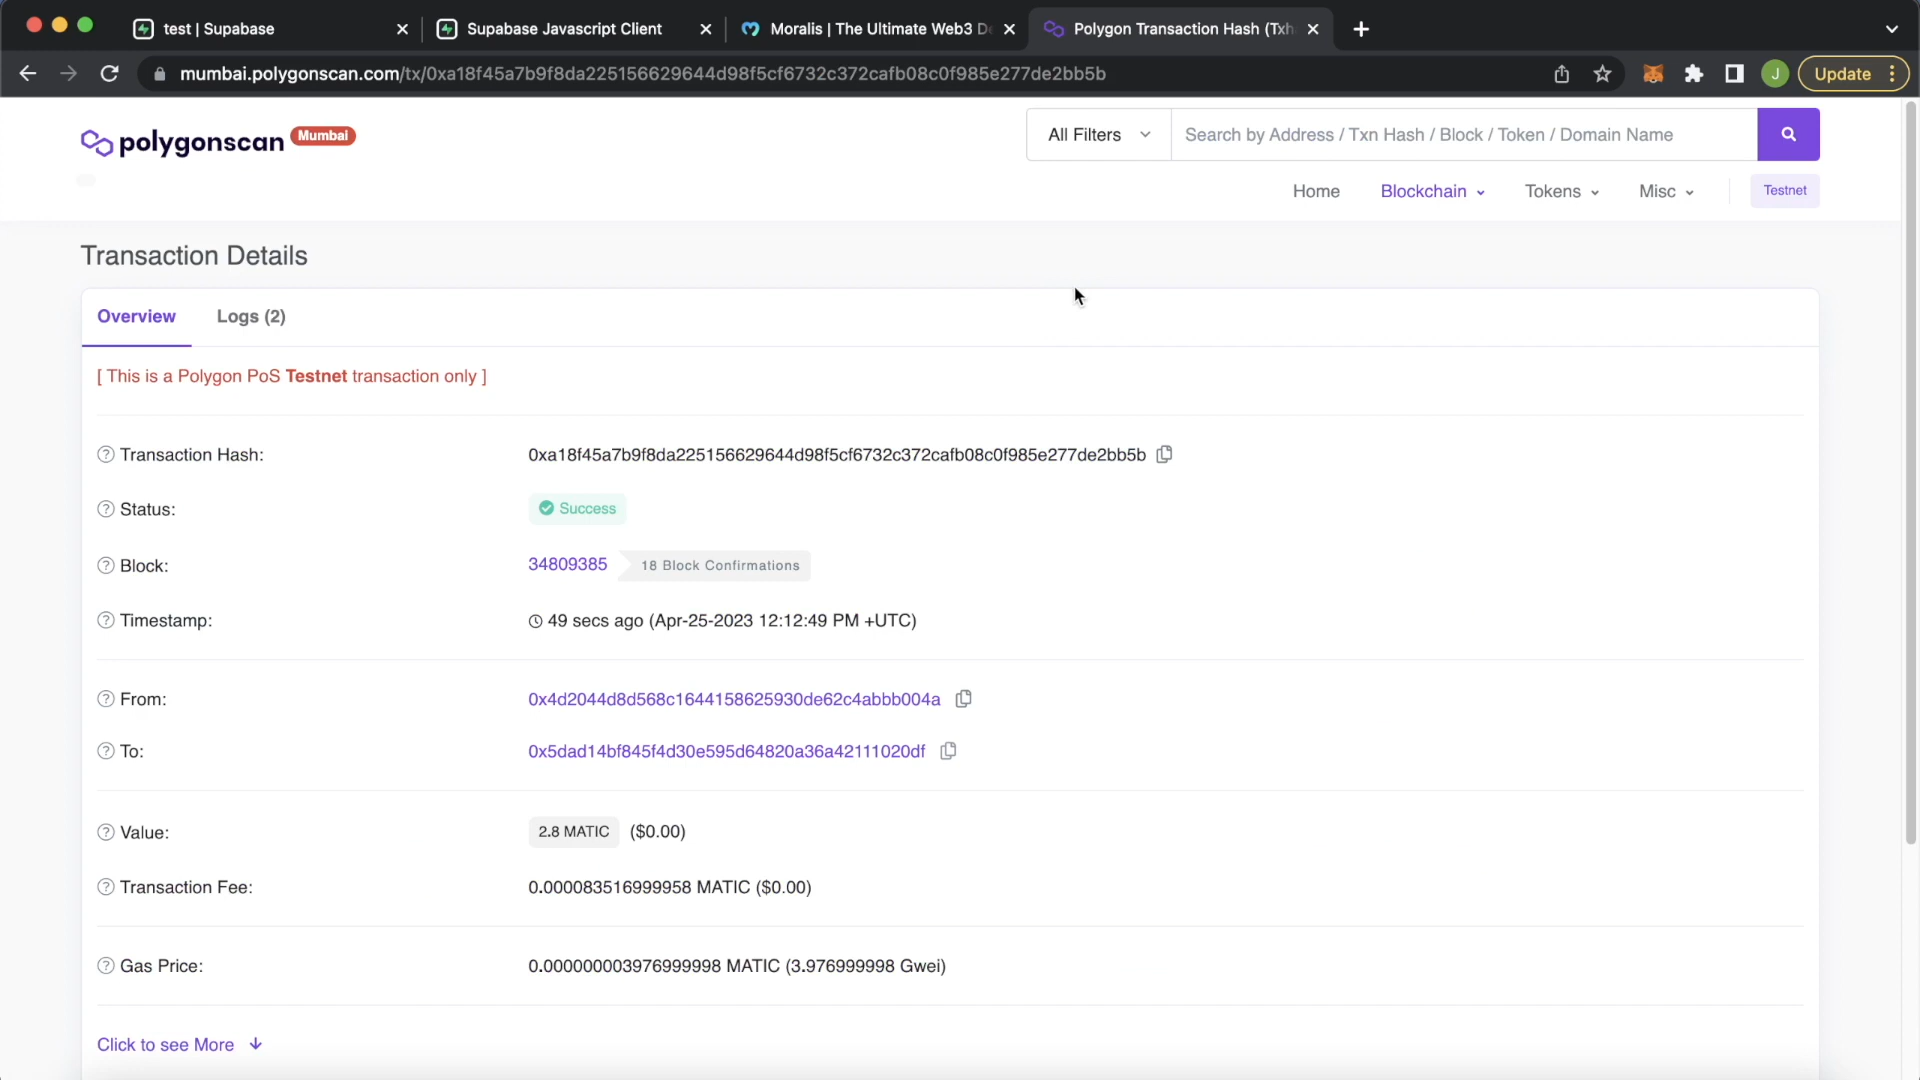 test | Supabase
Supabase Javascript Client
Moralis | The Ultimate Web3 De
Polygon Transaction Hash (Txh
mumbai.polygonscan.com/tx/0xa18f45a7b9f8da225156629644d98f5cf6732c372cafb08c0f985e277de2bb5b
J
Update
polygonscan Mumbai
All Filters
Search by Address / Txn Hash / Block / Token / Domain Name
Home
Blockchain
Tokens
Misc
Testnet
Transaction Details
Overview
Logs (2)
[ This is a Polygon PoS Testnet transaction only ]
Transaction Hash:
0xa18f45a7b9f8da225156629644d98f5cf6732c372cafb08c0f985e277de2bb5b
Status:
Success
Block:
34809385
18 Block Confirmations
Timestamp:
49 secs ago (Apr-25-2023 12:12:49 PM +UTC)
From:
0x4d2044d8d568c1644158625930de62c4abbb004a
To:
0x5dad14bf845f4d30e595d64820a36a42111020df
Value:
2.8 MATIC ($0.00)
Transaction Fee:
0.000083516999958 MATIC ($0.00)
Gas Price:
0.000000003976999998 MATIC (3.976999998 Gwei)
Click to see More